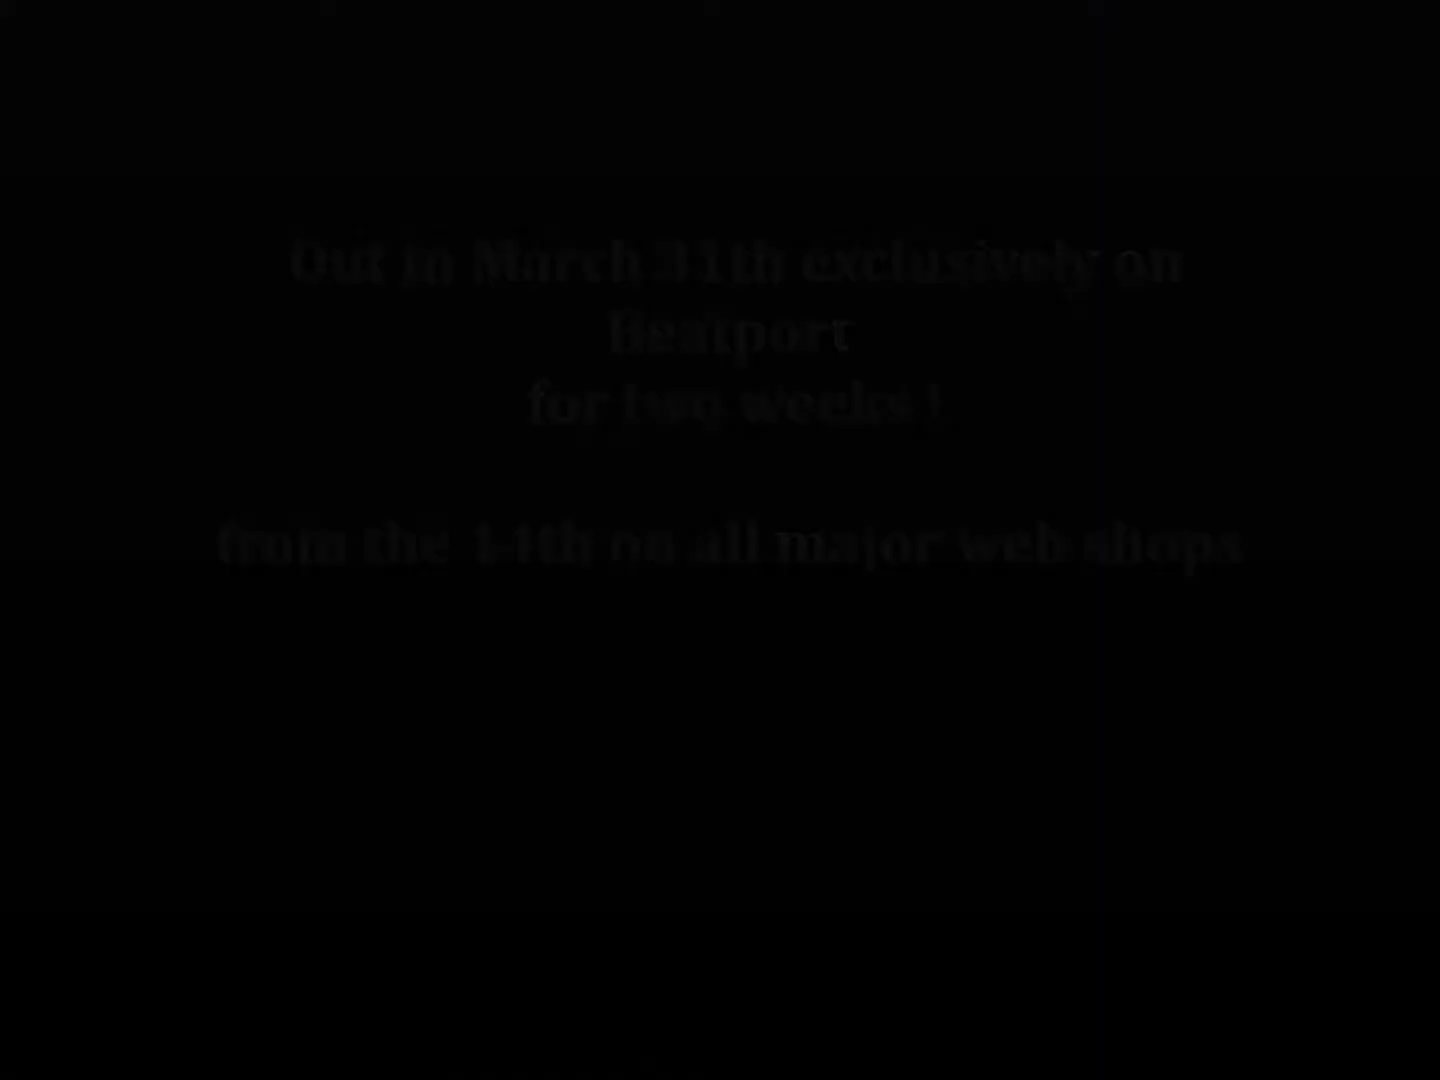 Out in March 31th exclusively on
Beatport
for two weeks !
from the 14th on all major web shops